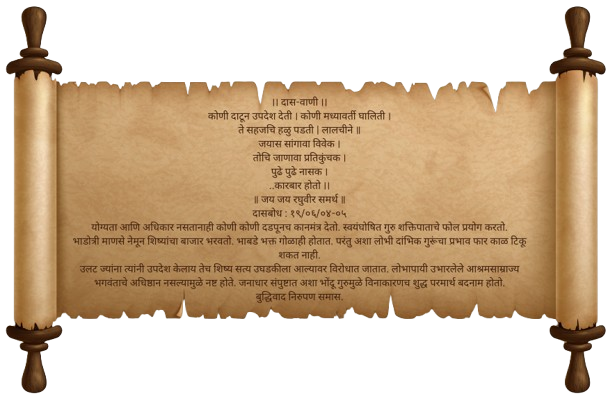 ।। दास-वाणी ।।
कोणी दाटून उपदेश देती । कोणी मध्यावर्ती घालिती ।
ते सहजचि हळु पडती । लालचीने ॥
जयास सांगावा विवेक ।
तोचि जाणावा प्रतिकुंचक ।
पुढे पुढे नासक ।
..कारबार होतो ।।
॥ जय जय रघुवीर समर्थ ॥
दासबोध : १९/०६/०४-०५
योग्यता आणि अधिकार नसतानाही कोणी कोणी दडपूनच कानमंत्र देतो. स्वयंघोषित गुरु शक्तिपाताचे फोल प्रयोग करतो.
भाडोत्री माणसे नेमून शिष्यांचा बाजार भरवतो. भाबडे भक्त गोळाही होतात. परंतु अशा लोभी दांभिक गुरूंचा प्रभाव फार काळ टिकू
शकत नाही.
उलट ज्यांना त्यांनी उपदेश केलाय तेच शिष्य सत्य उघडकीला आल्यावर विरोधात जातात. लोभापायी उभारलेले आश्रमसाम्राज्य
भगवंताचे अधिष्ठान नसल्यामुळे नष्ट होते. जनाधार संपुष्टात अशा भोंदू गुरुमुळे विनाकारणच शुद्ध परमार्थ बदनाम होतो.
बुद्धिवाद निरुपण समास.